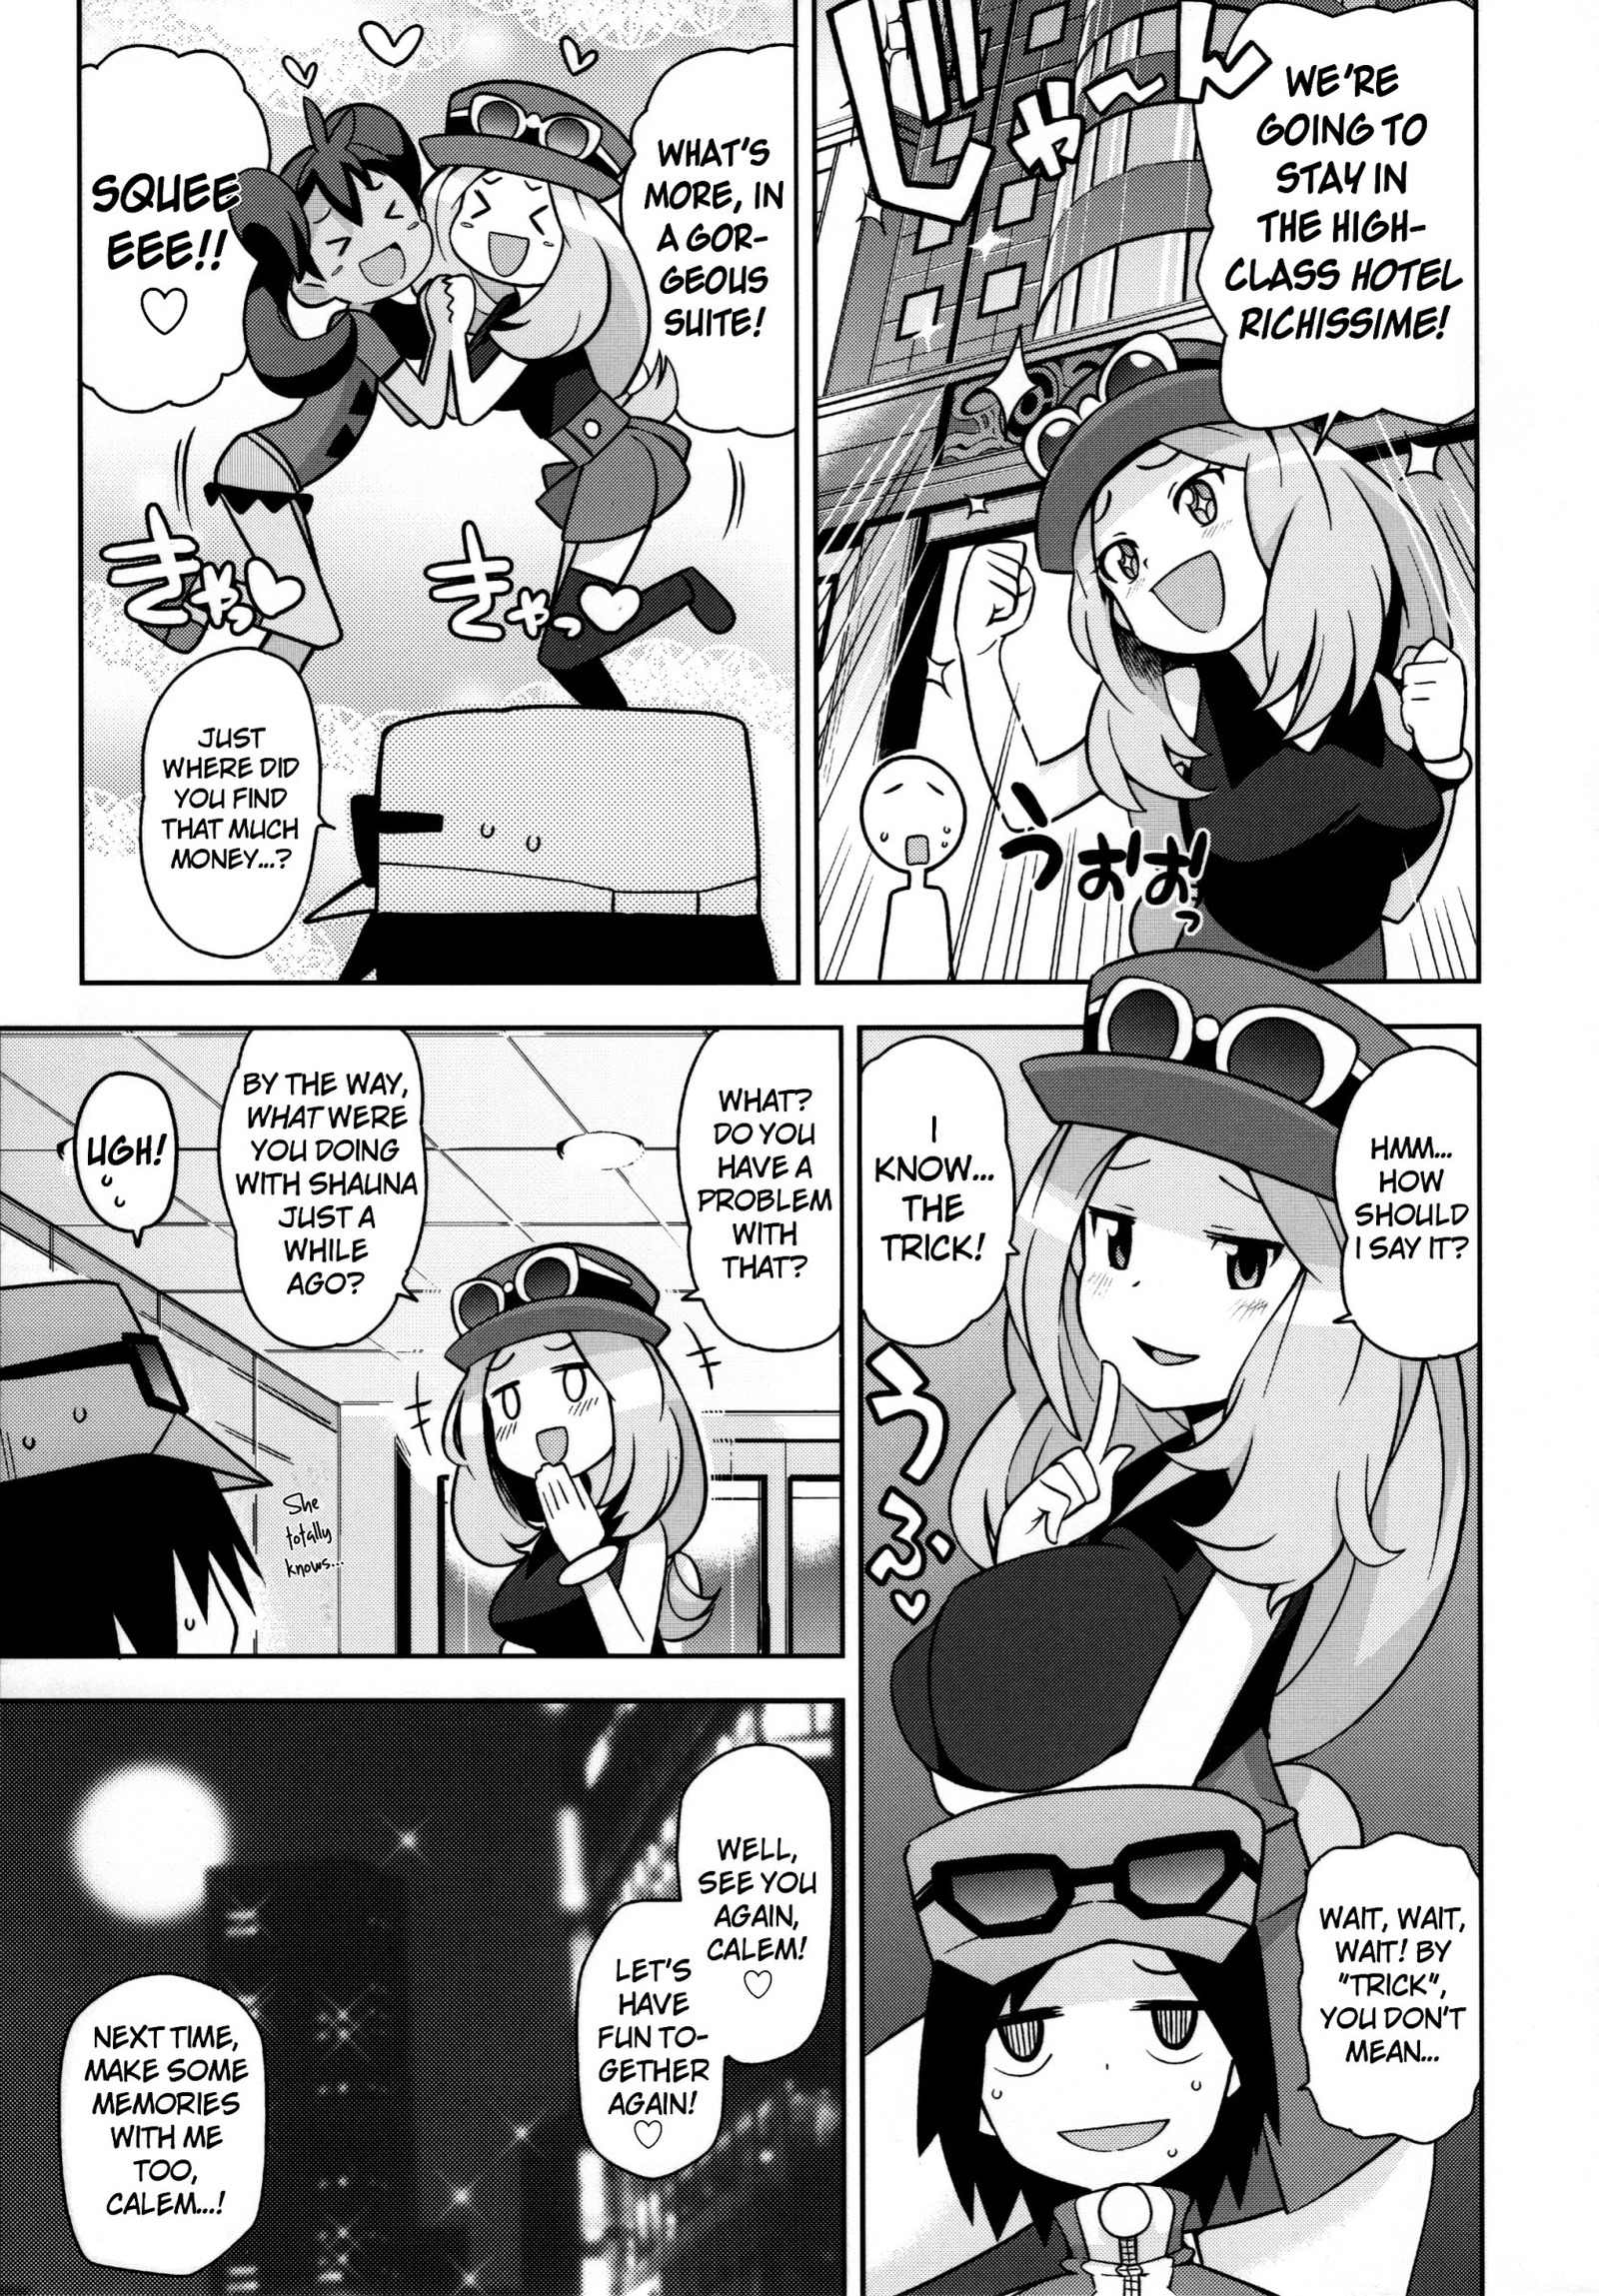 WE'RE
GOING TO
STAY IN
THE HIGH-
CLASS HOTEL
RICHISSIME!
じゃ~ん
うおおっ
WHAT'S
MORE, IN
A GOR-
GEOUS
SUITE!
SQUEE
EEE!!
♡
きゃっ
きゃっ
JUST
WHERE DID
YOU FIND
THAT MUCH
MONEY...?
HMM...
HOW
SHOULD
I SAY IT?
I
KNOW...
THE
TRICK!
うふふ
WAIT, WAIT,
WAIT! BY
"TRICK",
YOU DON'T
MEAN...
WHAT?
DO YOU
HAVE A
PROBLEM
WITH
THAT?
BY THE WAY,
WHAT WERE
YOU DOING
WITH SHAUNA
JUST A
WHILE
AGO?
UGH!
She
totally
knows...
WELL,
SEE YOU
AGAIN,
CALEM!
♡
LET'S
HAVE
FUN TO-
GETHER
AGAIN!
♡
NEXT TIME,
MAKE SOME
MEMORIES
WITH ME
TOO,
CALEM...!